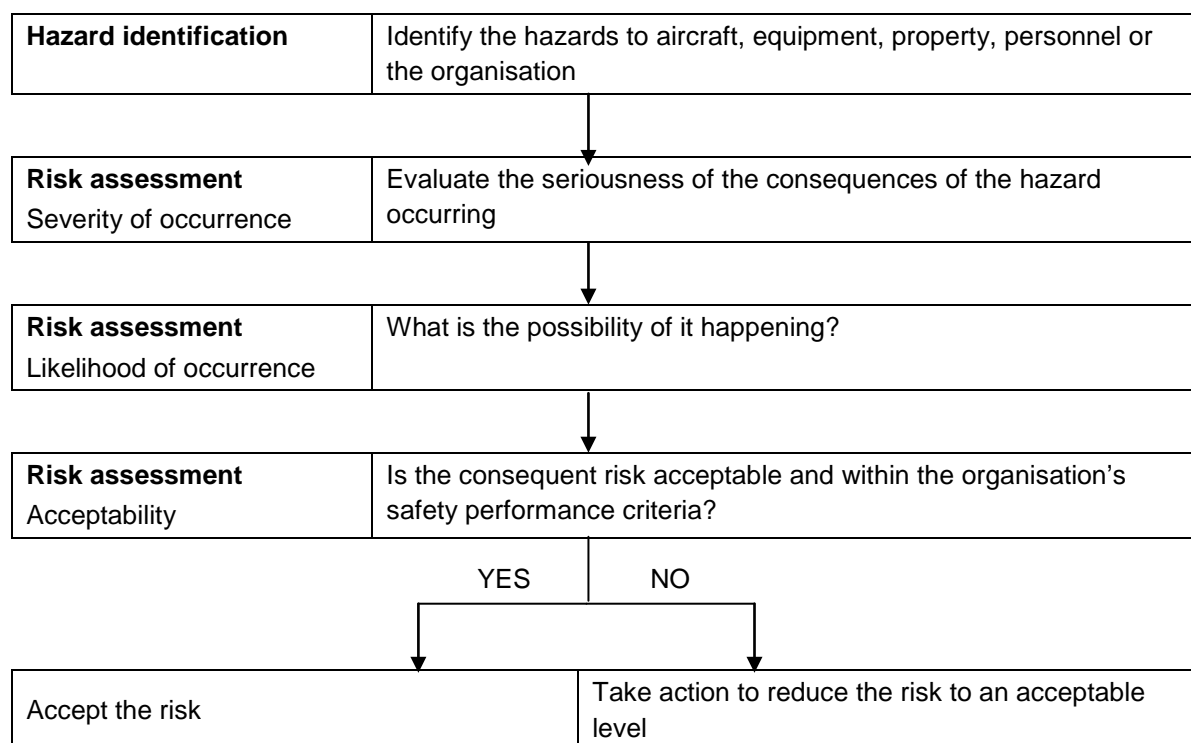 Hazard identification
Identify the hazards to aircraft, equipment, property, personnel or
the organisation
Risk assessment
Severity of occurrence
Evaluate the seriousness of the consequences of the hazard
occurring
Risk assessment
Likelihood of occurrence
What is the possibility of it happening?
Risk assessment
Acceptability
Is the consequent risk acceptable and within the organisation’s
safety performance criteria?
YES
NO
Accept the risk
Take action to reduce the risk to an acceptable
level